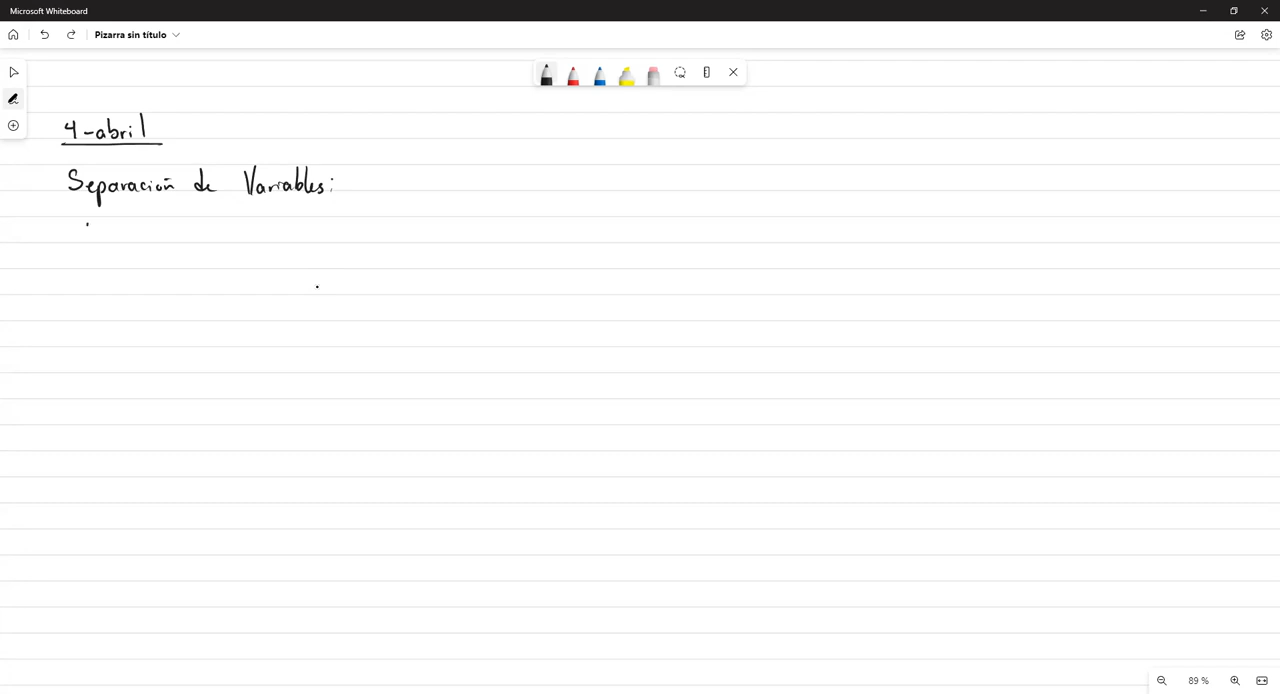 Microsoft Whiteboard
Pizarra sin título
4-abril
Separación de Variables:
89 %